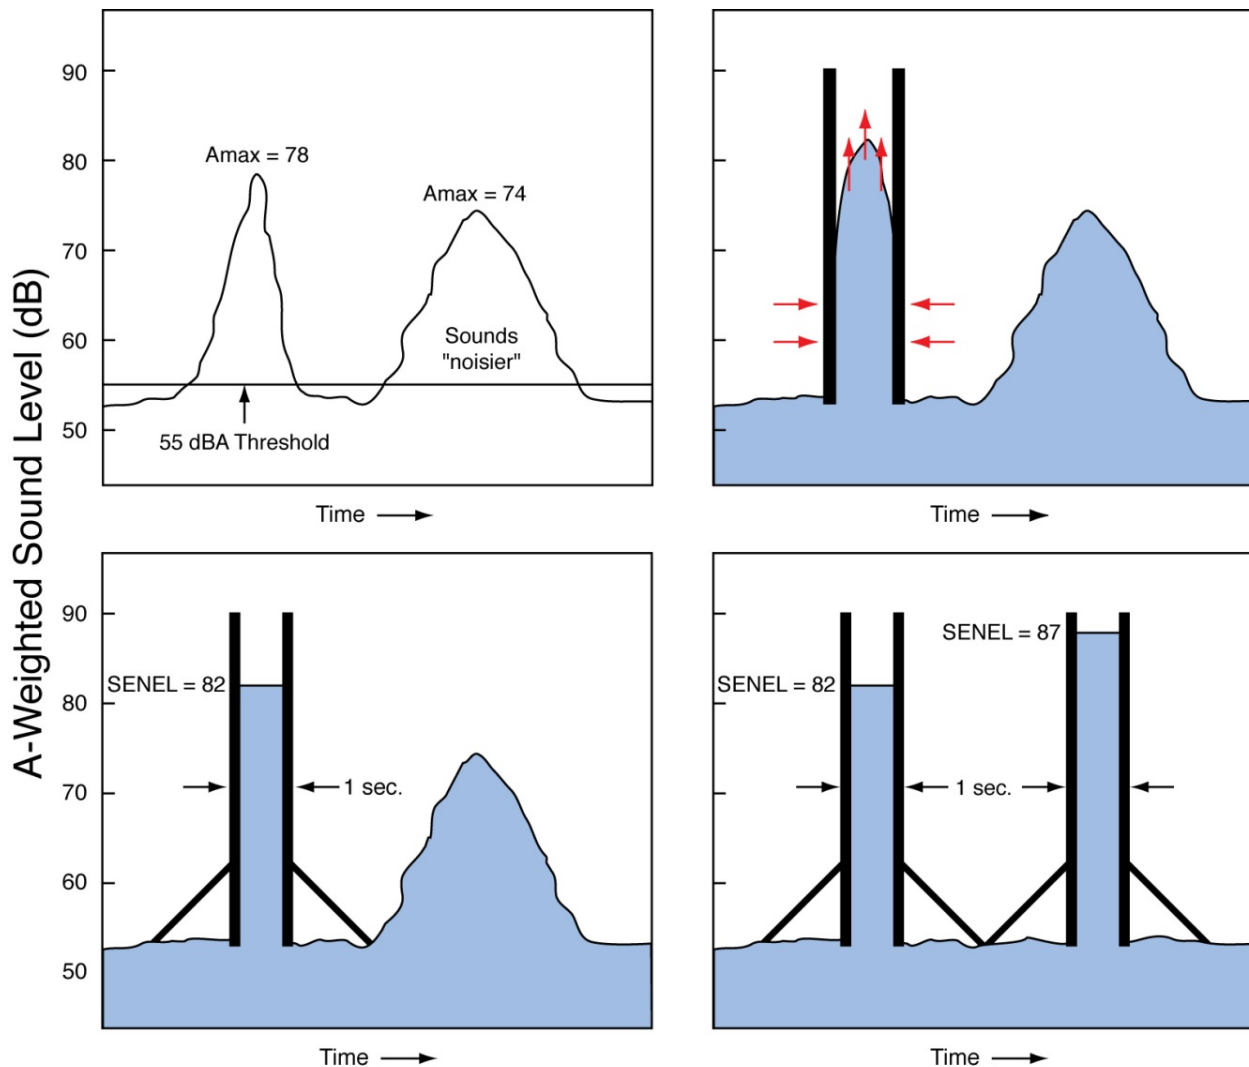 A-Weighted Sound Level (dB)
90
80
70
60
50
Amax = 78
Amax = 74
Sounds
"noisier"
55 dBA Threshold
Time
Time
90
80
70
60
50
SENEL = 82
1 sec.
Time
SENEL = 87
SENEL = 82
1 sec.
Time